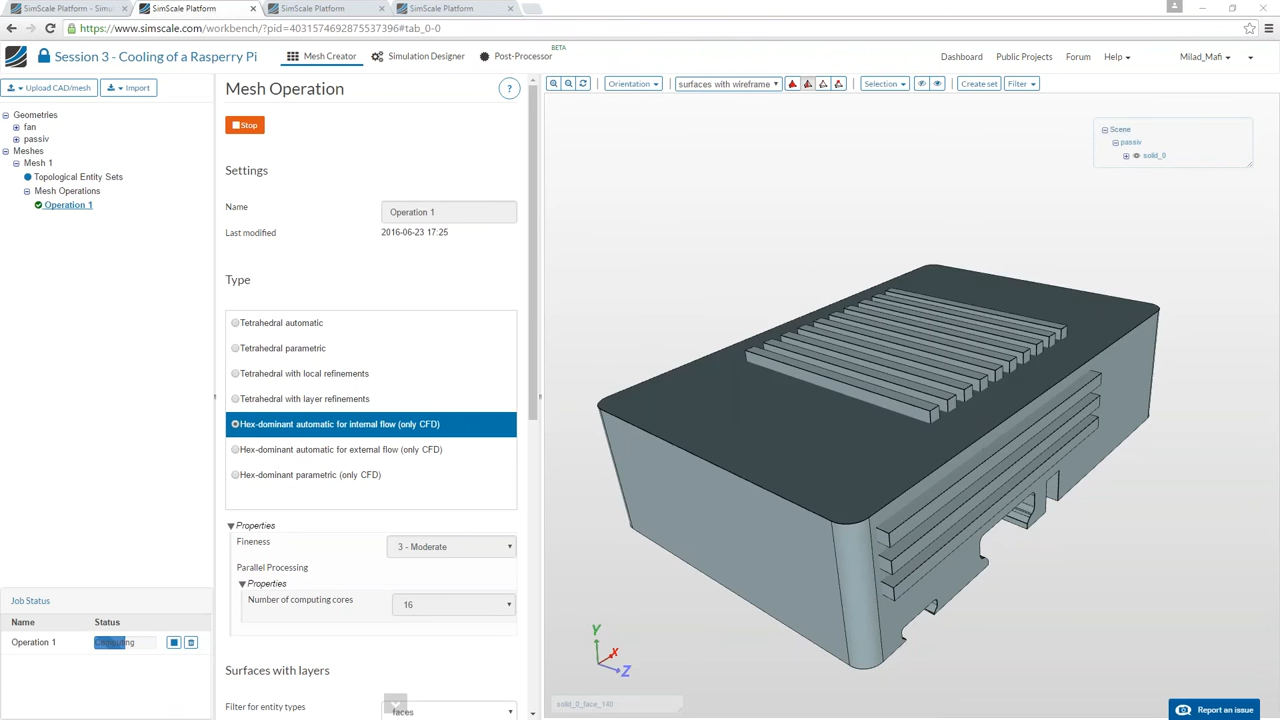 SimScale Platform - Simu
SimScale Platform
SimScale Platform
SimScale Platform
https://www.simscale.com/workbench/?pid=4031574692875537396#tab_0-0
Session 3 - Cooling of a Rasperry Pi
Mesh Creator
Simulation Designer
Post-Processor
BETA
Dashboard
Public Projects
Forum
Help
Milad_Mafi
Upload CAD/mesh
Import
Geometries
fan
passiv
Meshes
Mesh 1
Topological Entity Sets
Mesh Operations
Operation 1
Job Status
Name Status
Operation 1 Computing
Mesh Operation
?
Stop
Settings
Name Operation 1
Last modified 2016-06-23 17:25
Type
Tetrahedral automatic
Tetrahedral parametric
Tetrahedral with local refinements
Tetrahedral with layer refinements
Hex-dominant automatic for internal flow (only CFD)
Hex-dominant automatic for external flow (only CFD)
Hex-dominant parametric (only CFD)
Properties
Fineness 3 - Moderate
Parallel Processing
Properties
Number of computing cores 16
Surfaces with layers
Filter for entity types faces
Orientation
surfaces with wireframe
Selection
Create set
Filter
Scene
passiv
solid_0
Y
X
Z
solid_0_face_140
Report an issue